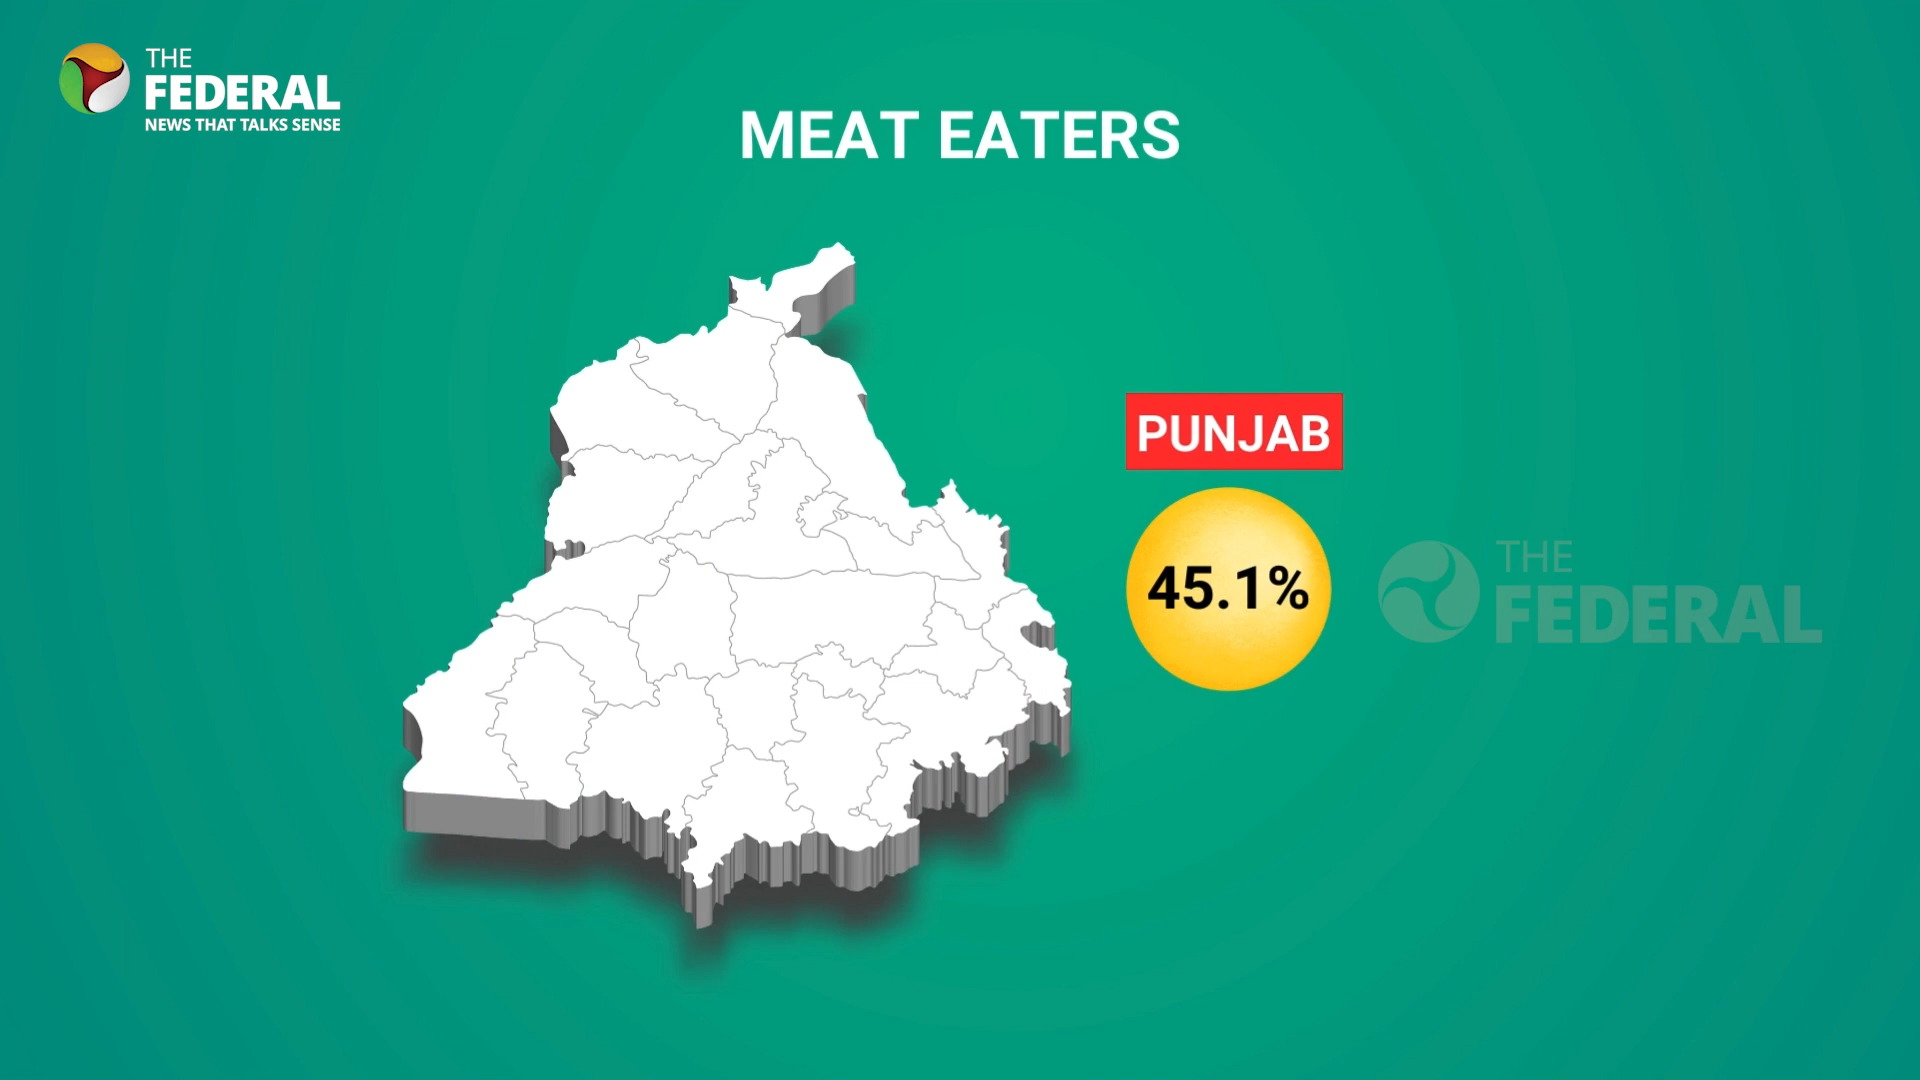 THE
FEDERAL
NEWS THAT TALKS SENSE
MEAT EATERS
PUNJAB
45.1%
THE
FEDERAL